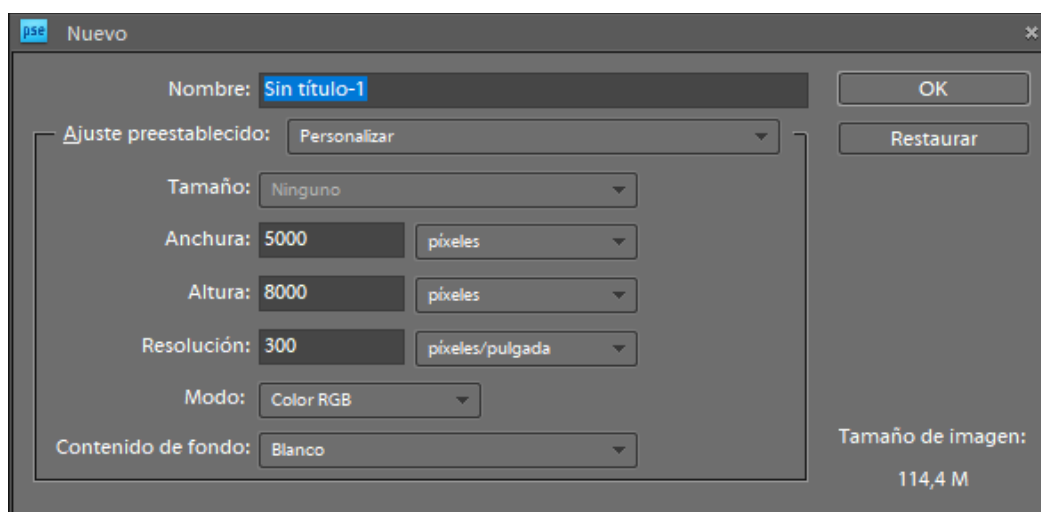 pse Nuevo
Nombre: Sin título-1 OK
Ajuste preestablecido: Personalizar Restaurar
Tamaño: Ninguno
Anchura: 5000 píxeles
Altura: 8000 píxeles
Resolución: 300 píxeles/pulgada
Modo: Color RGB
Contenido de fondo: Blanco
Tamaño de imagen:
114,4 M